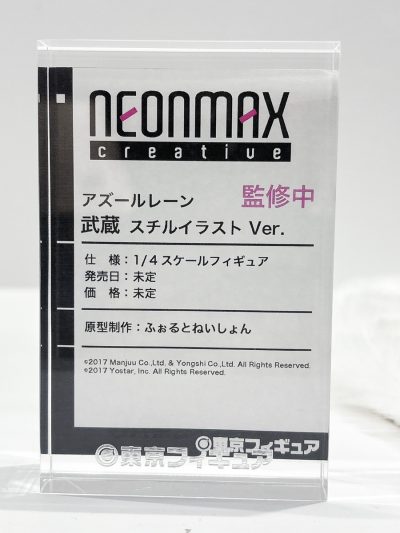 NEONMAX
creative
アズールレーン 監修中
武蔵 スチルイラスト Ver.
仕 様：1/4 スケールフィギュア
発売日：未定
価 格：未定
原型制作：ふぉるとねいしょん
©2017 Manjuu Co.,Ltd. & Yongshi Co.,Ltd. All Rights Reserved.
©2017 Yostar, Inc. All Rights Reserved.
東京フィギュア
東京フィギュア